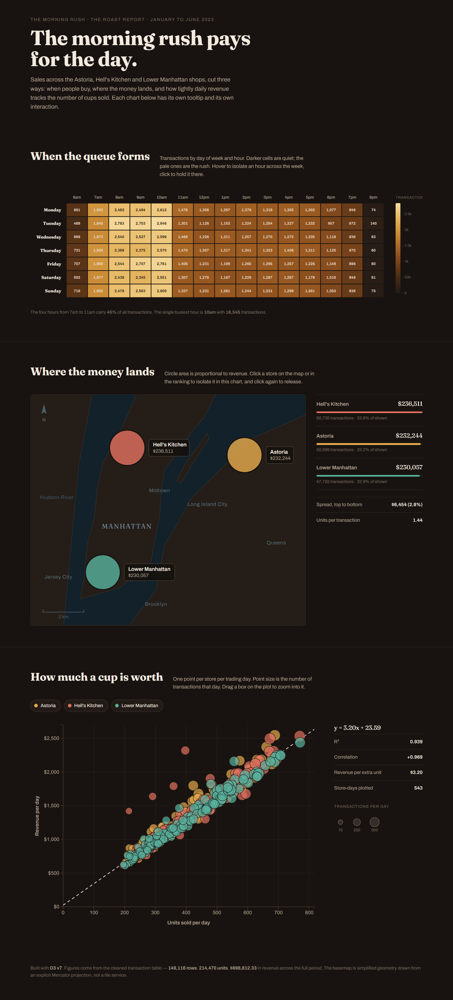 THE MORNING RUSH · THE ROAST REPORT · JANUARY TO JUNE 2023
The morning rush pays
for the day.
Sales across the Astoria, Hell's Kitchen and Lower Manhattan shops, cut three
ways: when people buy, where the money lands, and how tightly daily revenue
tracks the number of cups sold. Each chart below has its own tooltip and its own
interaction.
When the queue forms
Transactions by day of week and hour. Darker cells are quiet; the
pale ones are the rush. Hover to isolate an hour across the week,
click to hold it there.
6am 7am 8am 9am 10am 11am 12pm 1pm 2pm 3pm 4pm 5pm 6pm 7pm 8pm TRANSACTION
Monday 661 1,992 2,482 2,494 2,612 1,478 1,308 1,267 1,376 1,319 1,355 1,302 1,077 846 74
Tuesday 489 1,846 2,783 2,753 2,846 1,301 1,126 1,152 1,224 1,254 1,227 1,232 957 872 140
Wednesday 698 1,873 2,540 2,527 2,596 1,468 1,226 1,311 1,257 1,270 1,272 1,235 1,118 836 83
Thursday 731 1,959 2,389 2,375 2,570 1,470 1,307 1,317 1,341 1,323 1,406 1,311 1,125 970 60
Friday 707 1,989 2,544 2,707 2,761 1,405 1,231 1,199 1,265 1,295 1,257 1,226 1,149 886 80
Saturday 592 1,877 2,438 2,345 2,551 1,307 1,279 1,187 1,226 1,287 1,287 1,178 1,019 846 91
Sunday 716 1,892 2,478 2,563 2,609 1,337 1,231 1,281 1,244 1,231 1,289 1,261 1,053 836 75
2.5k
2k
1.5k
1k
500
0
The four hours from 7am to 11am carry 45% of all transactions. The single busiest hour is 10am with 18,545 transactions.
Where the money lands
Circle area is proportional to revenue. Click a store on the map or in
the ranking to isolate it in this chart, and click again to release.
N
Hell's Kitchen
$236,511
Astoria
$232,244
Midtown
Hudson River
Long Island City
MANHATTAN
Queens
Lower Manhattan
$230,057
Jersey City
Brooklyn
2 km
Hell's Kitchen $236,511
50,735 transactions · 33.8% of shown
Astoria $232,244
50,599 transactions · 33.2% of shown
Lower Manhattan $230,057
47,782 transactions · 32.9% of shown
Spread, top to bottom $6,454 (2.8%)
Units per transaction 1.44
How much a cup is worth
One point per store per trading day. Point size is the number of
transactions that day. Drag a box on the plot to zoom into it.
Astoria Hell's Kitchen Lower Manhattan
Revenue per day
$2,500
$2,000
$1,500
$1,000
$500
$0
0 100 200 300 400 500 600 700 800
Units sold per day
y = 3.20x + 23.59
R² 0.939
Correlation +0.969
Revenue per extra unit $3.20
Store-days plotted 543
TRANSACTIONS PER DAY
75 250 500
Built with D3 v7. Figures come from the cleaned transaction table — 149,116 rows, 214,470 units, $698,812.33 in revenue across the full period. The basemap is simplified geometry drawn from
an explicit Mercator projection, not a tile service.